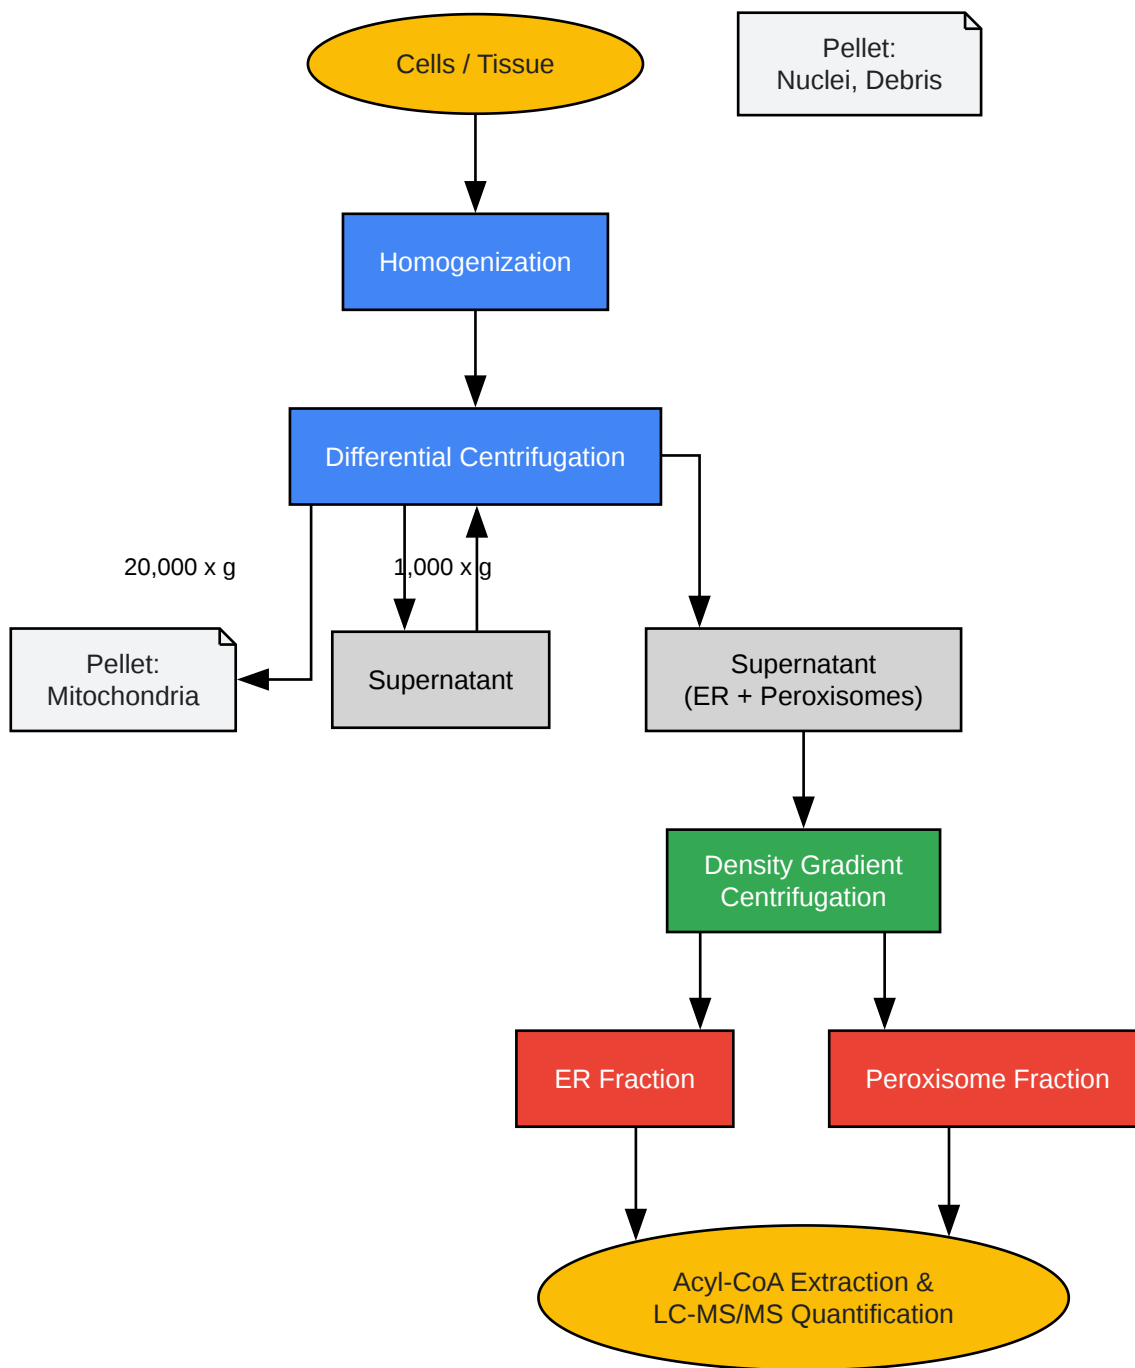 Cells / Tissue
Pellet:
Nuclei, Debris
Homogenization
Differential Centrifugation
20,000 x g
1,000 x g
Pellet:
Mitochondria
Supernatant
Supernatant
(ER + Peroxisomes)
Density Gradient
Centrifugation
ER Fraction
Peroxisome Fraction
Acyl-CoA Extraction &
LC-MS/MS Quantification